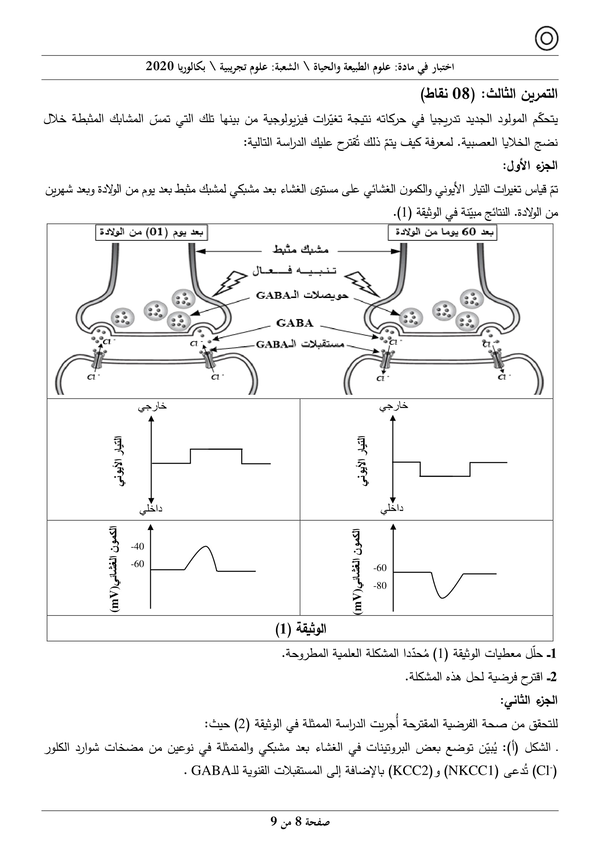 اختبار في مادة: علوم الطبيعة والحياة \ الشعبة: علوم تجريبية \ بكالوريا 2020
التمرين الثالث: (08 نقاط)
يتحكّم المولود الجديد تدريجيا في حركاته نتيجة تغيّرات فيزيولوجية من بينها تلك التي تمسّ المشابك المثبطة خلال
نضج الخلايا العصبية. لمعرفة كيف يتمّ ذلك تُقترح عليك الدراسة التالية:
الجزء الأول:
تمّ قياس تغيرات التيار الأيوني والكمون الغشائي على مستوى الغشاء بعد مشبكي لمشبك مثبط بعد يوم من الولادة وبعد شهرين
من الولادة. النتائج مبيّنة في الوثيقة (1).
بعد 60 يوما من الولادة
بعد يوم (01) من الولادة
مشبك مثبط
تنبيه فعال
حويصلات الـGABA
GABA
مستقبلات الـGABA
Cl⁻ Cl⁻ Cl⁻ Cl⁻
Cl⁻ Cl⁻ Cl⁻ Cl⁻
خارجي
التيار الأيوني
داخلي
خارجي
التيار الأيوني
داخلي
الكمون الغشائي(mV)
-40
-60
الكمون الغشائي(mV)
-60
-80
الوثيقة (1)
1ـ حلّل معطيات الوثيقة (1) مُحدّدا المشكلة العلمية المطروحة.
2ـ اقترح فرضية لحل هذه المشكلة.
الجزء الثاني:
للتحقق من صحة الفرضية المقترحة أُجريت الدراسة الممثلة في الوثيقة (2) حيث:
. الشكل (أ): يُبيّن توضع بعض البروتينات في الغشاء بعد مشبكي والمتمثلة في نوعين من مضخات شوارد الكلور
(Cl⁻) تُدعى (NKCC1) و(KCC2) بالإضافة إلى المستقبلات القنوية للـGABA .
صفحة 8 من 9